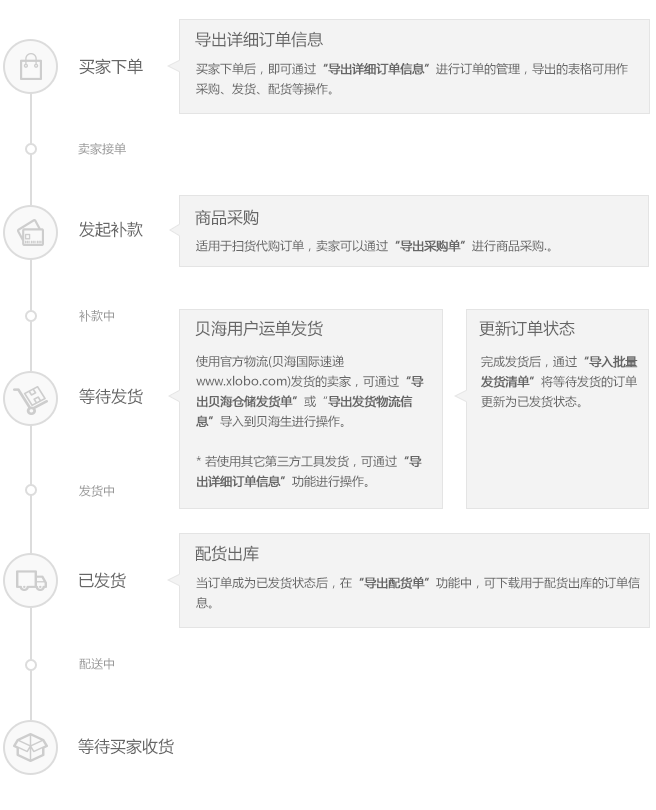 导出详细订单信息
买家下单
买家下单后，即可通过“导出详细订单信息”进行订单的管理，导出的表格可用作
采购、发货、配货等操作。
卖家接单
商品采购
发起补款
适用于扫货代购订单，卖家可以通过“导出采购单”进行商品采购.。
补款中
贝海用户运单发货
使用官方物流(贝海国际速递
www.xlobo.com)发货的卖家，可通过“导
出贝海仓储发货单”或“导出发货物流信
息”导入到贝海生进行操作。
* 若使用其它第三方工具发货，可通过“导
出详细订单信息”功能进行操作。
更新订单状态
完成发货后，通过“导入批量
发货清单”将等待发货的订单
更新为已发货状态。
等待发货
发货中
配货出库
已发货
当订单成为已发货状态后，在“导出配货单”功能中，可下载用于配货出库的订单信
息。
配送中
等待买家收货